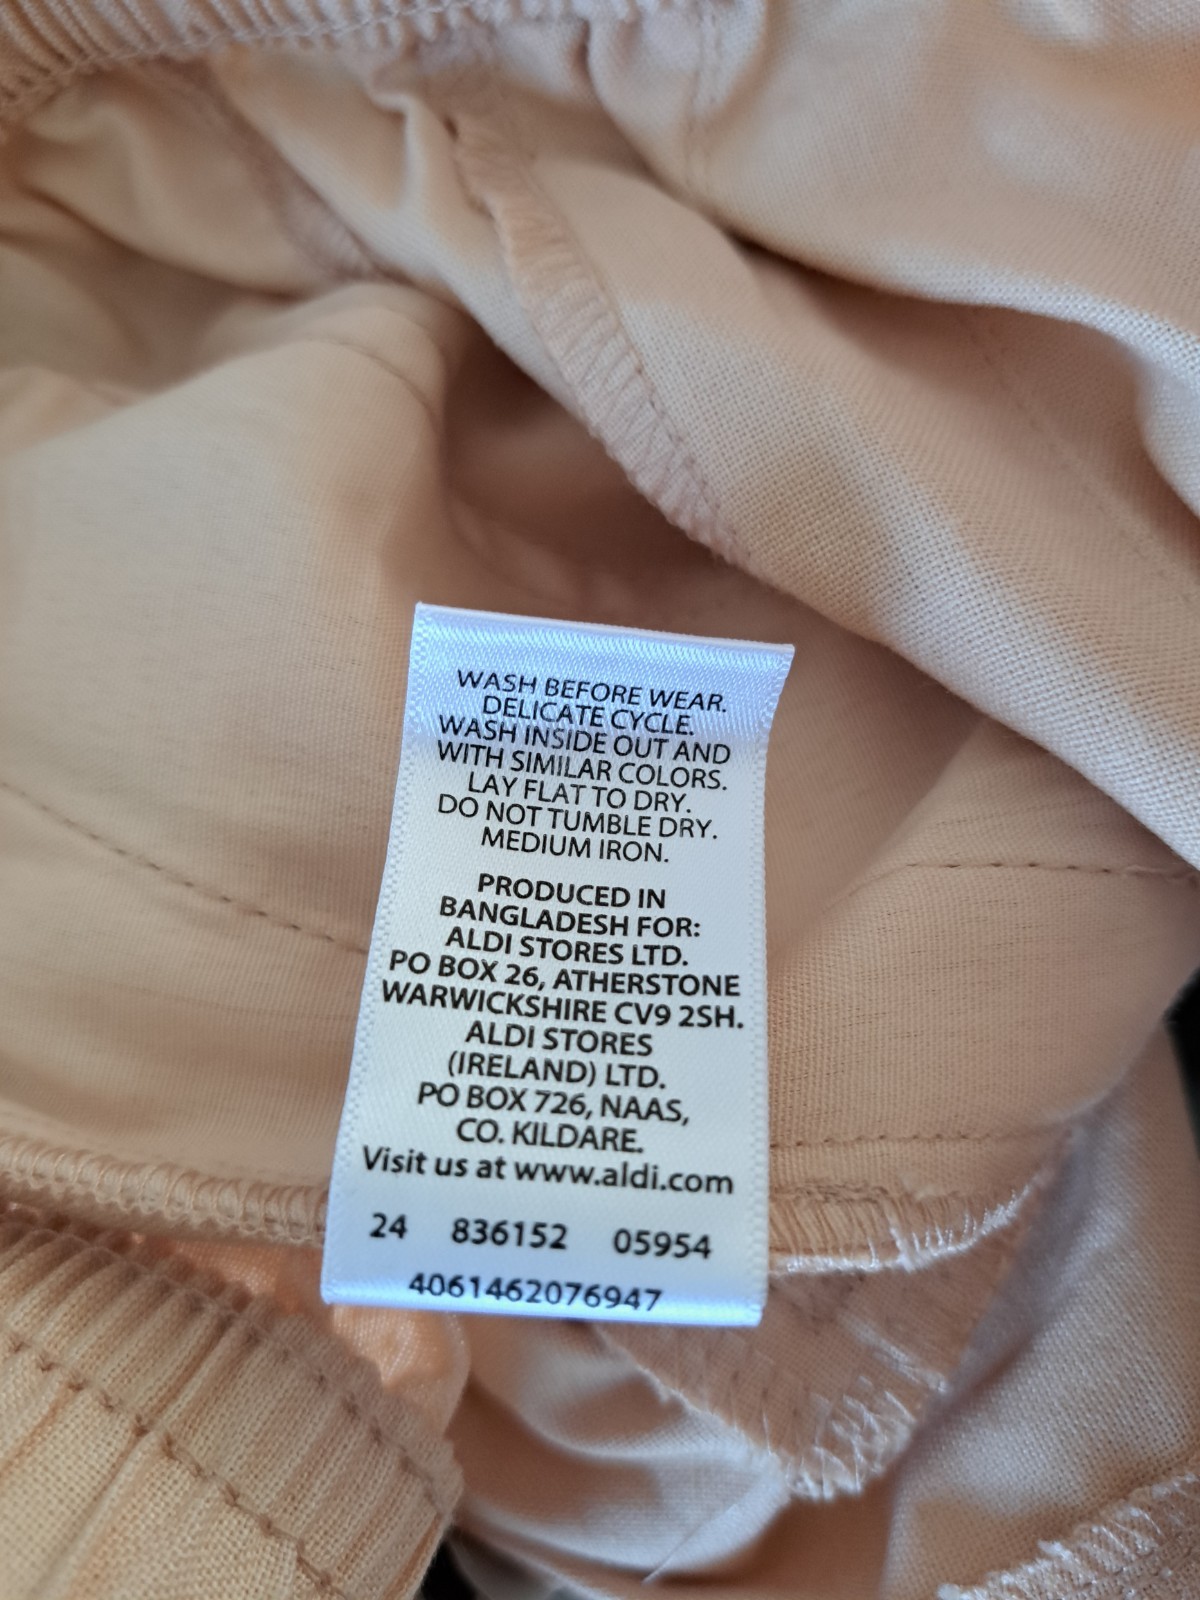 WASH BEFORE WEAR.
DELICATE CYCLE.
WASH INSIDE OUT AND
WITH SIMILAR COLORS.
LAY FLAT TO DRY.
DO NOT TUMBLE DRY.
MEDIUM IRON.
PRODUCED IN
BANGLADESH FOR:
ALDI STORES LTD.
PO BOX 26, ATHERSTONE
WARWICKSHIRE CV9 2SH.
ALDI STORES
(IRELAND) LTD.
PO BOX 726, NAAS,
CO. KILDARE.
Visit us at www.aldi.com
24 836152 05954
4061462076947